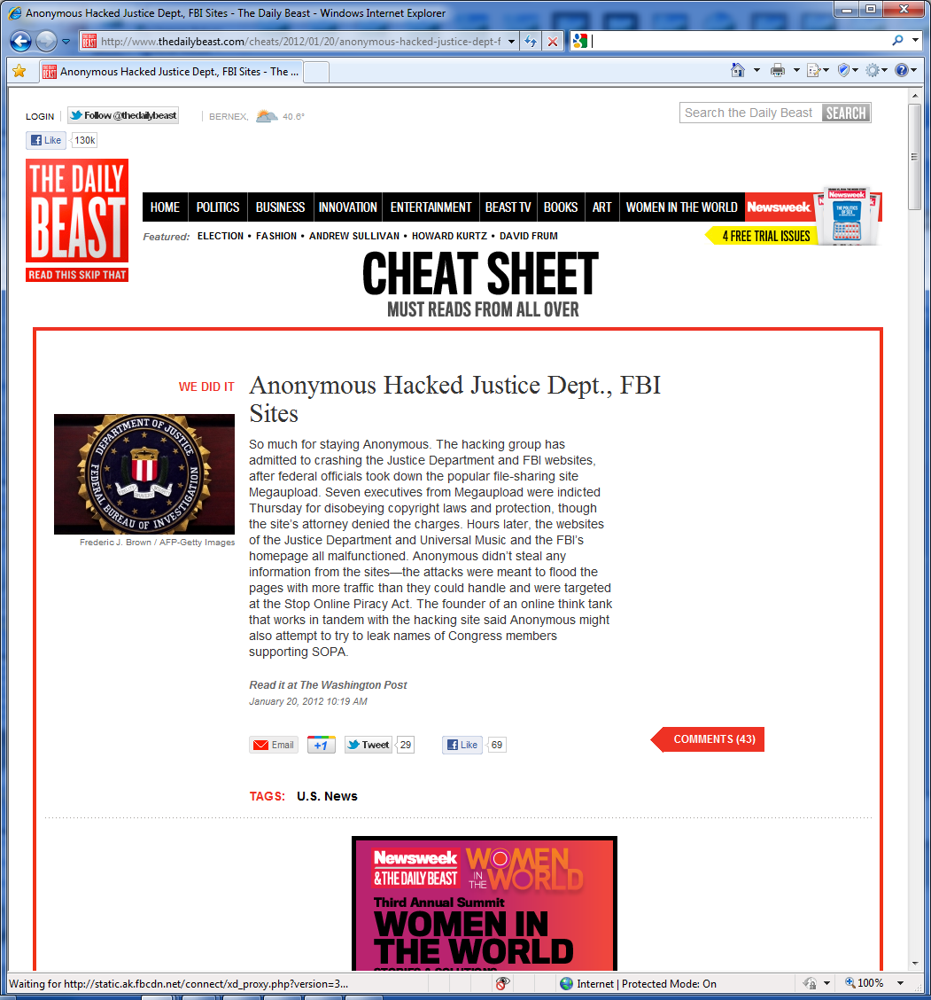 Anonymous Hacked Justice Dept., FBI Sites - The Daily Beast - Windows Internet Explorer
http://www.thedailybeast.com/cheats/2012/01/20/anonymous-hacked-justice-dept-f
Anonymous Hacked Justice Dept., FBI Sites - The ...
LOGIN
Follow @thedailybeast
BERNEX, 40.6°
Search the Daily Beast SEARCH
Like 130k
THE DAILY
BEAST
READ THIS SKIP THAT
HOME POLITICS BUSINESS INNOVATION ENTERTAINMENT BEAST TV BOOKS ART WOMEN IN THE WORLD Newsweek
Newsweek
THE POLITICS
OF SEX
Featured: ELECTION • FASHION • ANDREW SULLIVAN • HOWARD KURTZ • DAVID FRUM
4 FREE TRIAL ISSUES
CHEAT SHEET
MUST READS FROM ALL OVER
WE DID IT
Anonymous Hacked Justice Dept., FBI
Sites
DEPARTMENT OF JUSTICE
FEDERAL BUREAU OF INVESTIGATION
Frederic J. Brown / AFP-Getty Images
So much for staying Anonymous. The hacking group has
admitted to crashing the Justice Department and FBI websites,
after federal officials took down the popular file-sharing site
Megaupload. Seven executives from Megaupload were indicted
Thursday for disobeying copyright laws and protection, though
the site's attorney denied the charges. Hours later, the websites
of the Justice Department and Universal Music and the FBI's
homepage all malfunctioned. Anonymous didn't steal any
information from the sites—the attacks were meant to flood the
pages with more traffic than they could handle and were targeted
at the Stop Online Piracy Act. The founder of an online think tank
that works in tandem with the hacking site said Anonymous might
also attempt to try to leak names of Congress members
supporting SOPA.
Read it at The Washington Post
January 20, 2012 10:19 AM
Email +1 Tweet 29 Like 69
COMMENTS (43)
TAGS: U.S. News
Newsweek
& THE DAILY BEAST
WOMEN
IN THE WORLD
Third Annual Summit
WOMEN IN
THE WORLD
STORIES & SOLUTIONS
Waiting for http://static.ak.fbcdn.net/connect/xd_proxy.php?version=3...
Internet | Protected Mode: On
100%